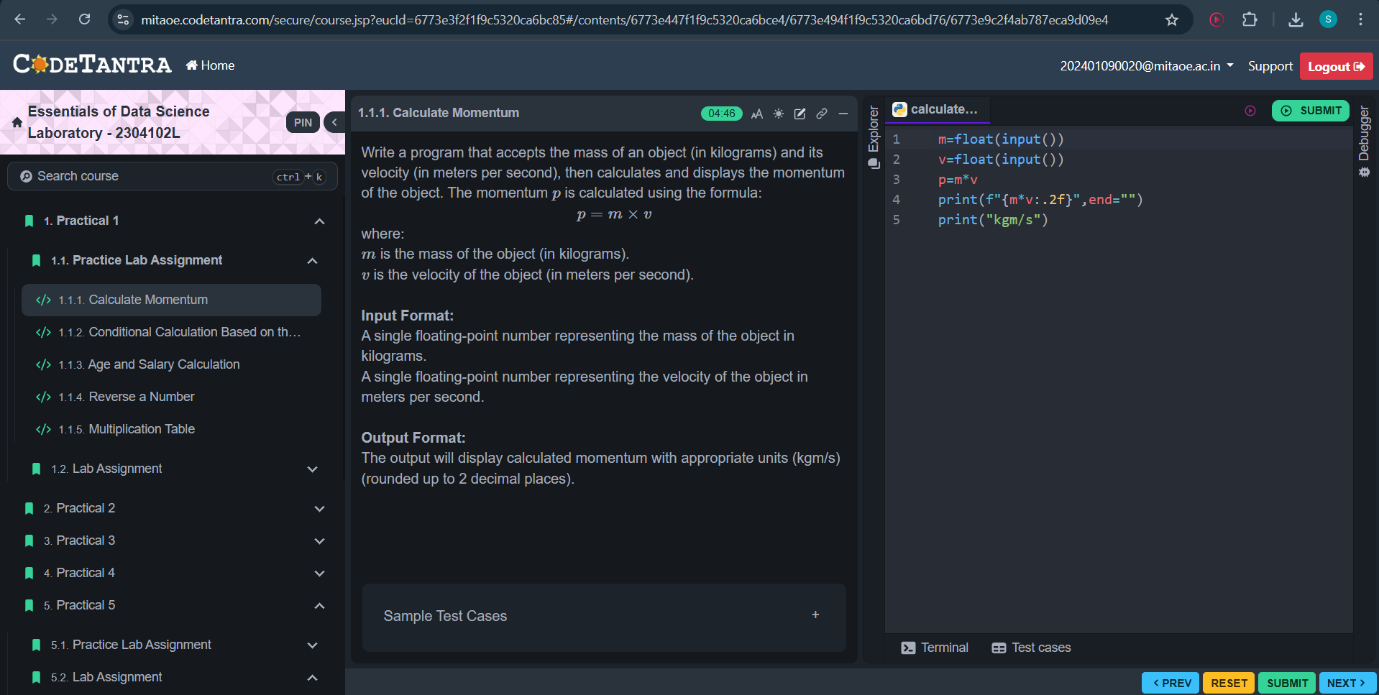 mitaoe.codetantra.com/secure/course.jsp?eucId=6773e3f2f1f9c5320ca6bc85#/contents/6773e447f1f9c5320ca6bce4/6773e494f1f9c5320ca6bd76/6773e9c2f4ab787eca9d09e4
S
CODETANTRA
Home
202401090020@mitaoe.ac.in
Support
Logout
Essentials of Data Science
Laboratory - 2304102L
PIN
Search course
ctrl + k
1. Practical 1
1.1. Practice Lab Assignment
1.1.1. Calculate Momentum
1.1.2. Conditional Calculation Based on th...
1.1.3. Age and Salary Calculation
1.1.4. Reverse a Number
1.1.5. Multiplication Table
1.2. Lab Assignment
2. Practical 2
3. Practical 3
4. Practical 4
5. Practical 5
5.1. Practice Lab Assignment
5.2. Lab Assignment
1.1.1. Calculate Momentum
04:46
AA
Write a program that accepts the mass of an object (in kilograms) and its
velocity (in meters per second), then calculates and displays the momentum
of the object. The momentum p is calculated using the formula:
p = m × v
where:
m is the mass of the object (in kilograms).
v is the velocity of the object (in meters per second).
Input Format:
A single floating-point number representing the mass of the object in
kilograms.
A single floating-point number representing the velocity of the object in
meters per second.
Output Format:
The output will display calculated momentum with appropriate units (kgm/s)
(rounded up to 2 decimal places).
Sample Test Cases
+
Explorer
calculate...
SUBMIT
1 m=float(input())
2 v=float(input())
3 p=m*v
4 print(f"{m*v:.2f}",end="")
5 print("kgm/s")
Debugger
Terminal
Test cases
< PREV
RESET
SUBMIT
NEXT >